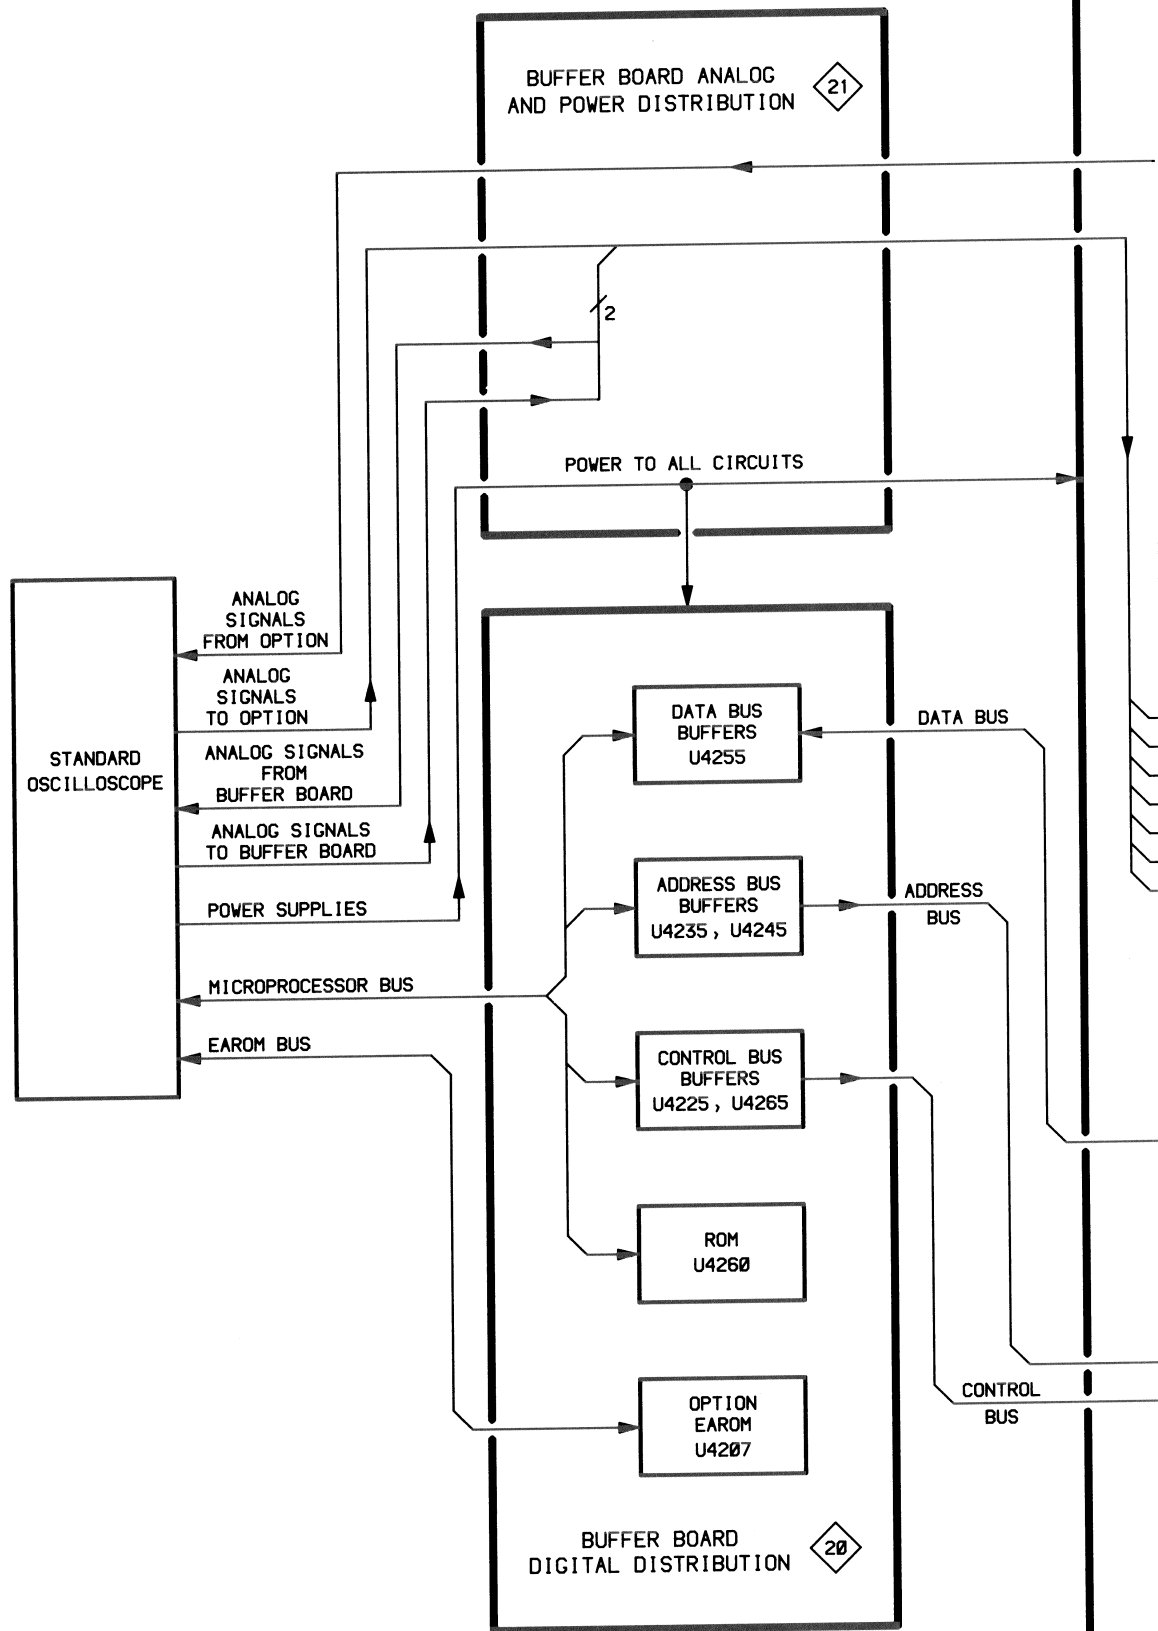 BUFFER BOARD ANALOG
AND POWER DISTRIBUTION
21
2
POWER TO ALL CIRCUITS
STANDARD
OSCILLOSCOPE
ANALOG
SIGNALS
FROM OPTION
ANALOG
SIGNALS
TO OPTION
ANALOG SIGNALS
FROM
BUFFER BOARD
ANALOG SIGNALS
TO BUFFER BOARD
POWER SUPPLIES
MICROPROCESSOR BUS
EAROM BUS
DATA BUS
BUFFERS
U4255
DATA BUS
ADDRESS BUS
BUFFERS
U4235, U4245
ADDRESS
BUS
CONTROL BUS
BUFFERS
U4225, U4265
ROM
U4260
OPTION
EAROM
U4207
CONTROL
BUS
BUFFER BOARD
DIGITAL DISTRIBUTION
20